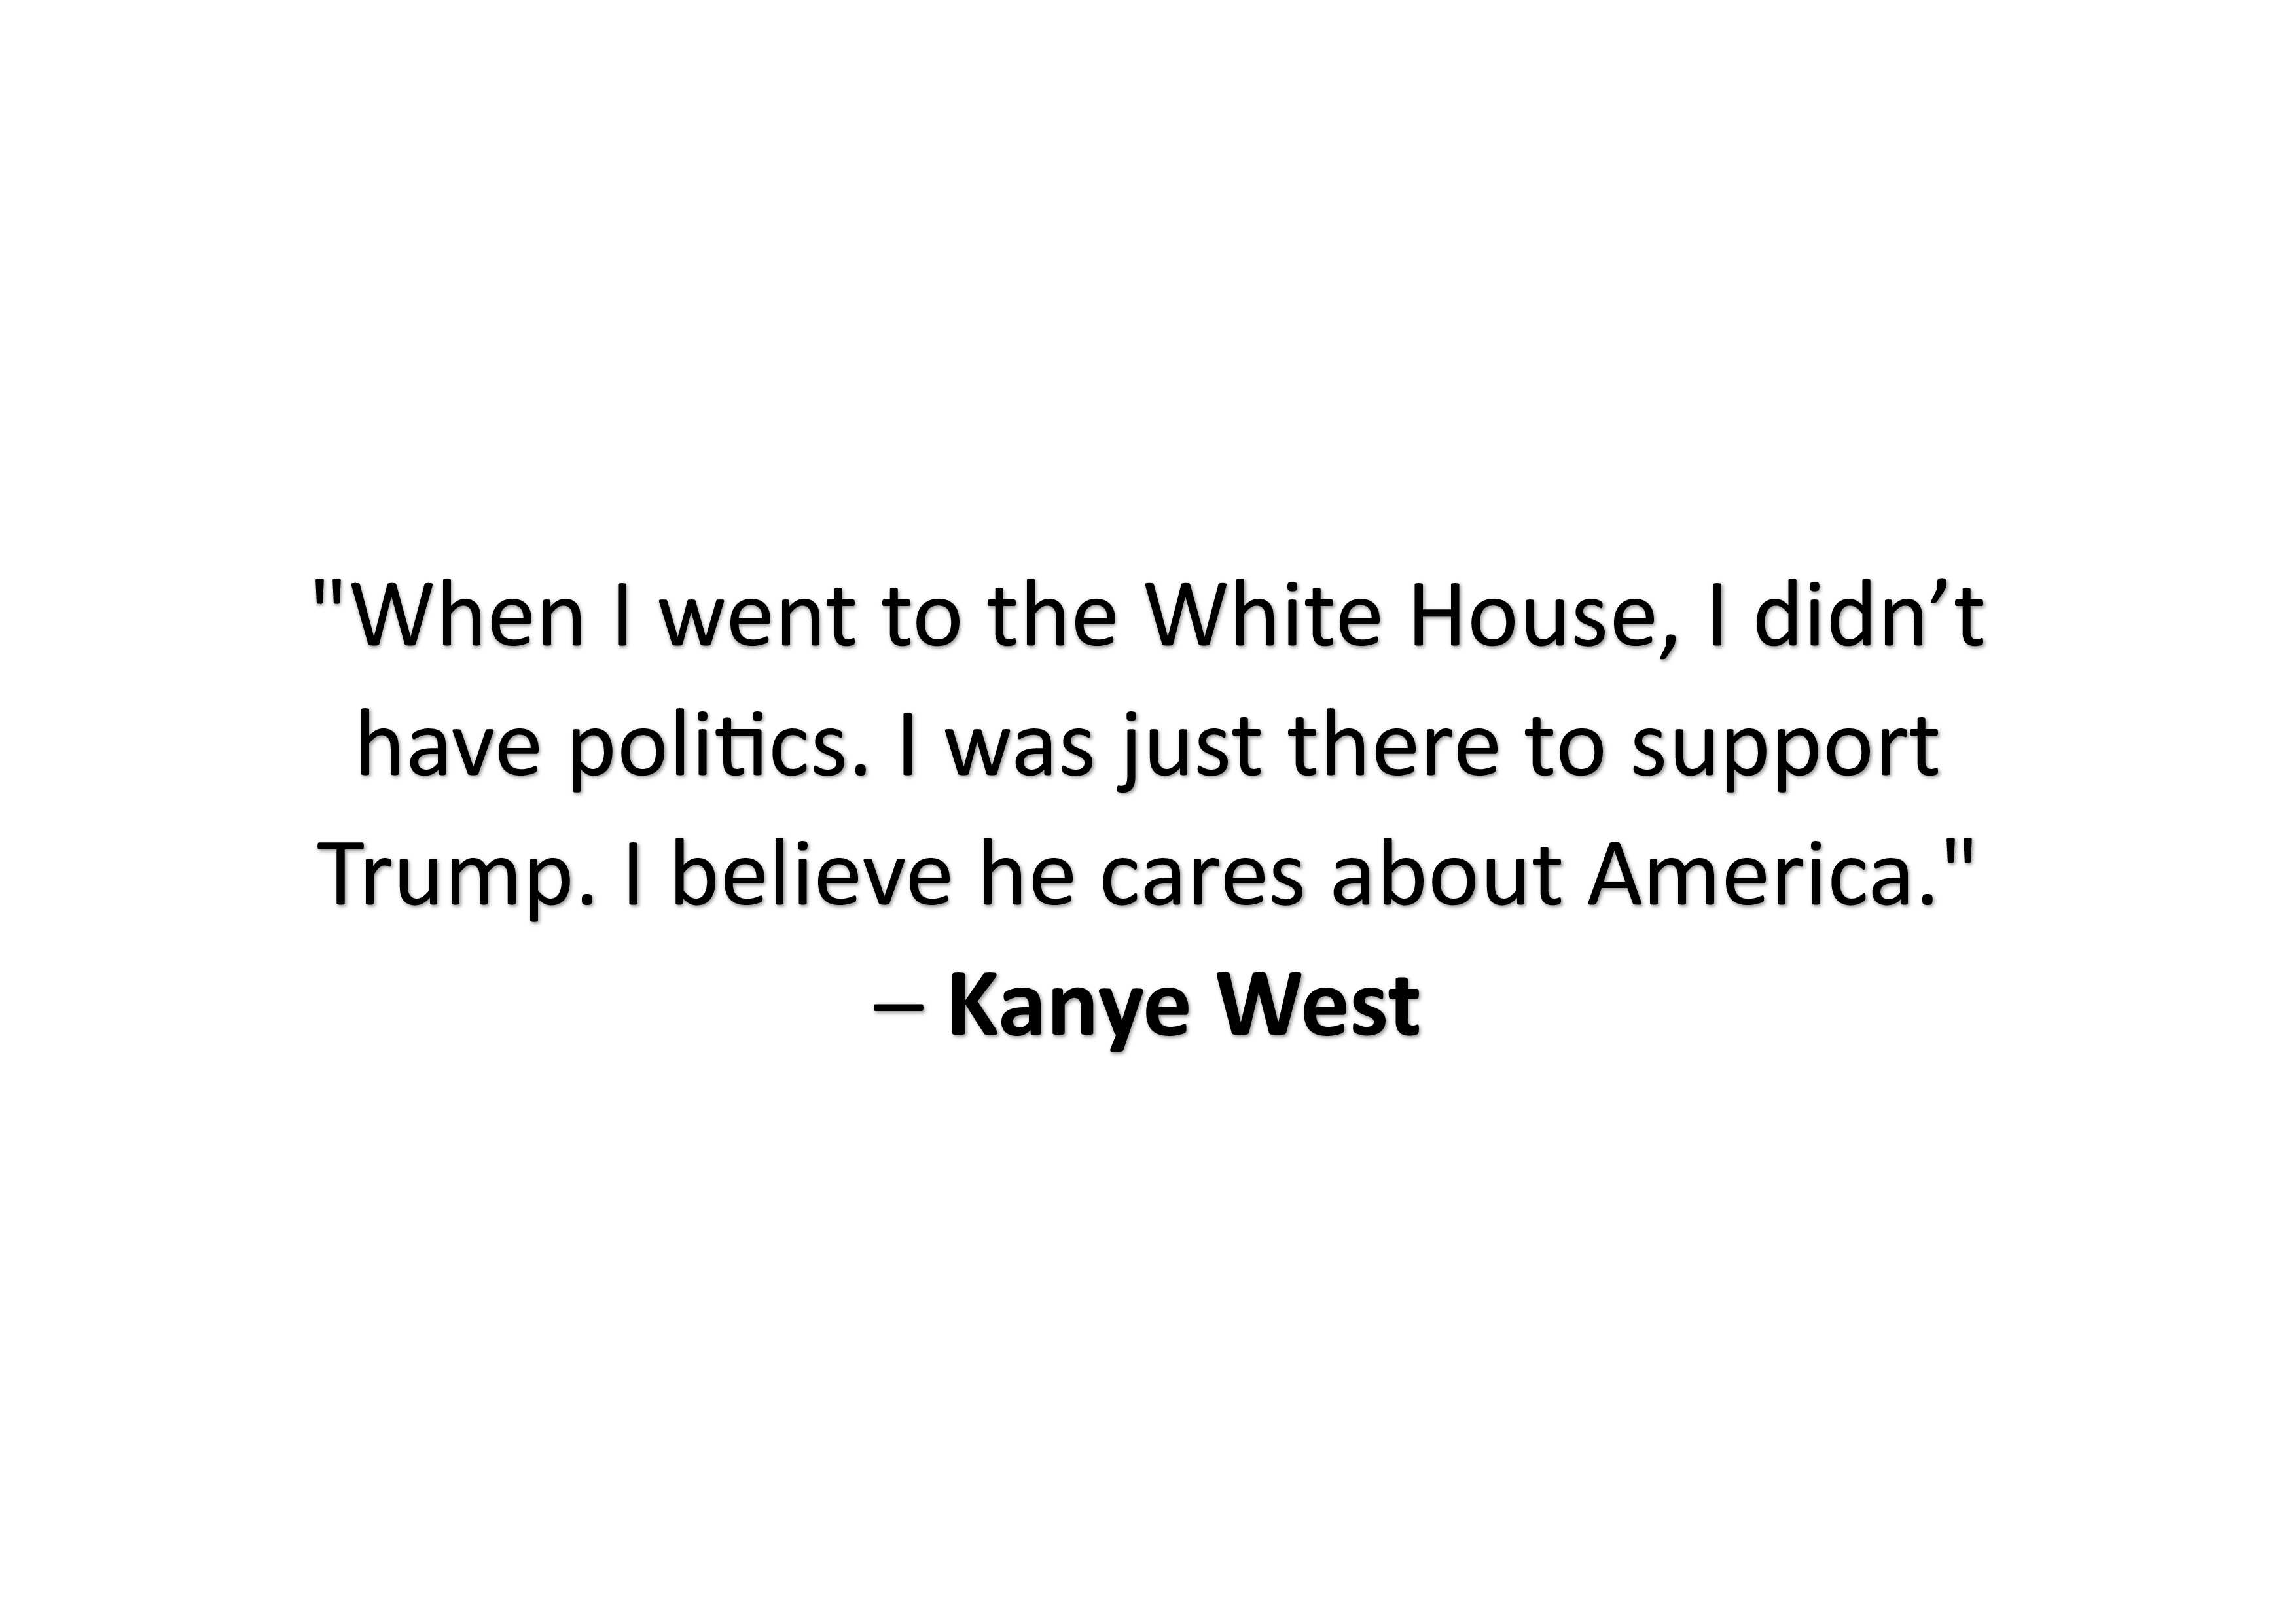 "When I went to the White House, I didn’t
have politics. I was just there to support
Trump. I believe he cares about America."
– Kanye West